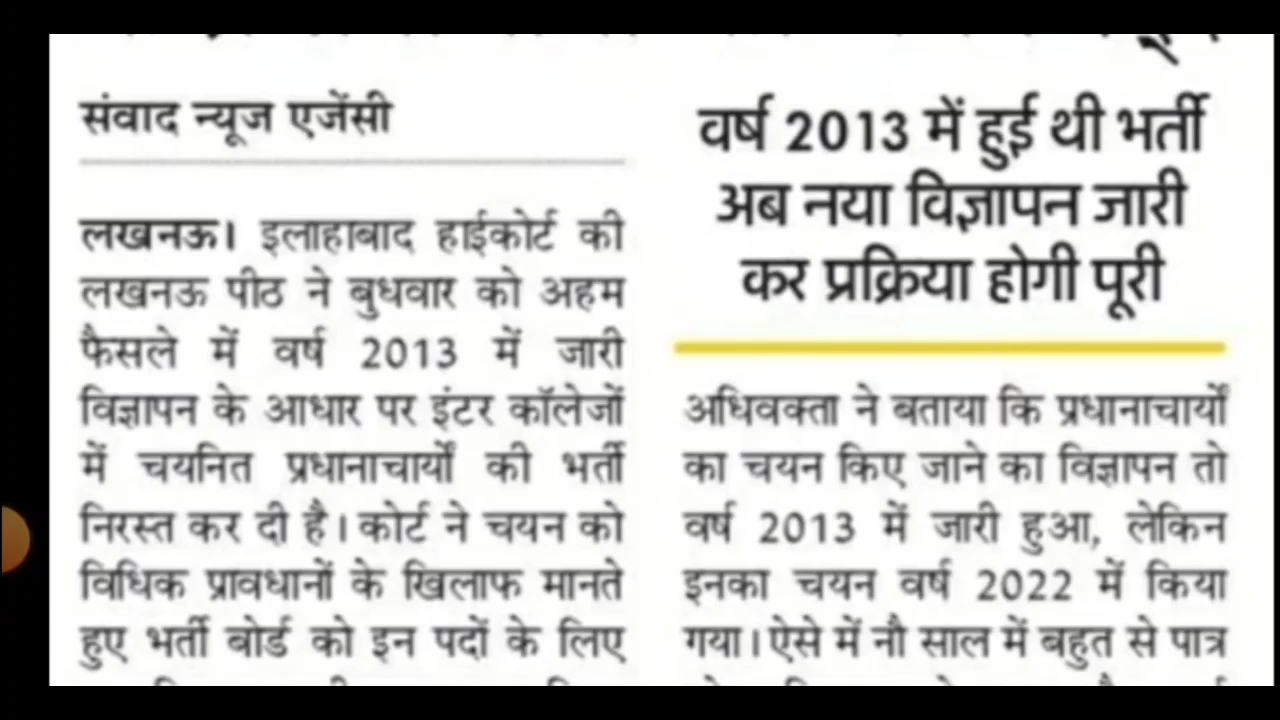 संवाद न्यूज एजेंसी
लखनऊ। इलाहाबाद हाईकोर्ट की
लखनऊ पीठ ने बुधवार को अहम
फैसले में वर्ष 2013 में जारी
विज्ञापन के आधार पर इंटर कॉलेजों
में चयनित प्रधानाचार्यों की भर्ती
निरस्त कर दी है। कोर्ट ने चयन को
विधिक प्रावधानों के खिलाफ मानते
हुए भर्ती बोर्ड को इन पदों के लिए
वर्ष 2013 में हुई थी भर्ती
अब नया विज्ञापन जारी
कर प्रक्रिया होगी पूरी
अधिवक्ता ने बताया कि प्रधानाचार्यों
का चयन किए जाने का विज्ञापन तो
वर्ष 2013 में जारी हुआ, लेकिन
इनका चयन वर्ष 2022 में किया
गया। ऐसे में नौ साल में बहुत से पात्र